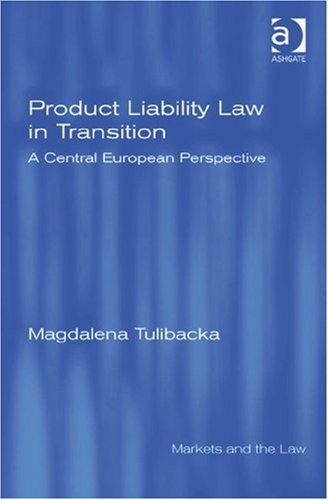 a
ASHGATE
Product Liability Law
in Transition
A Central European Perspective
Magdalena Tulibacka
Markets and the Law